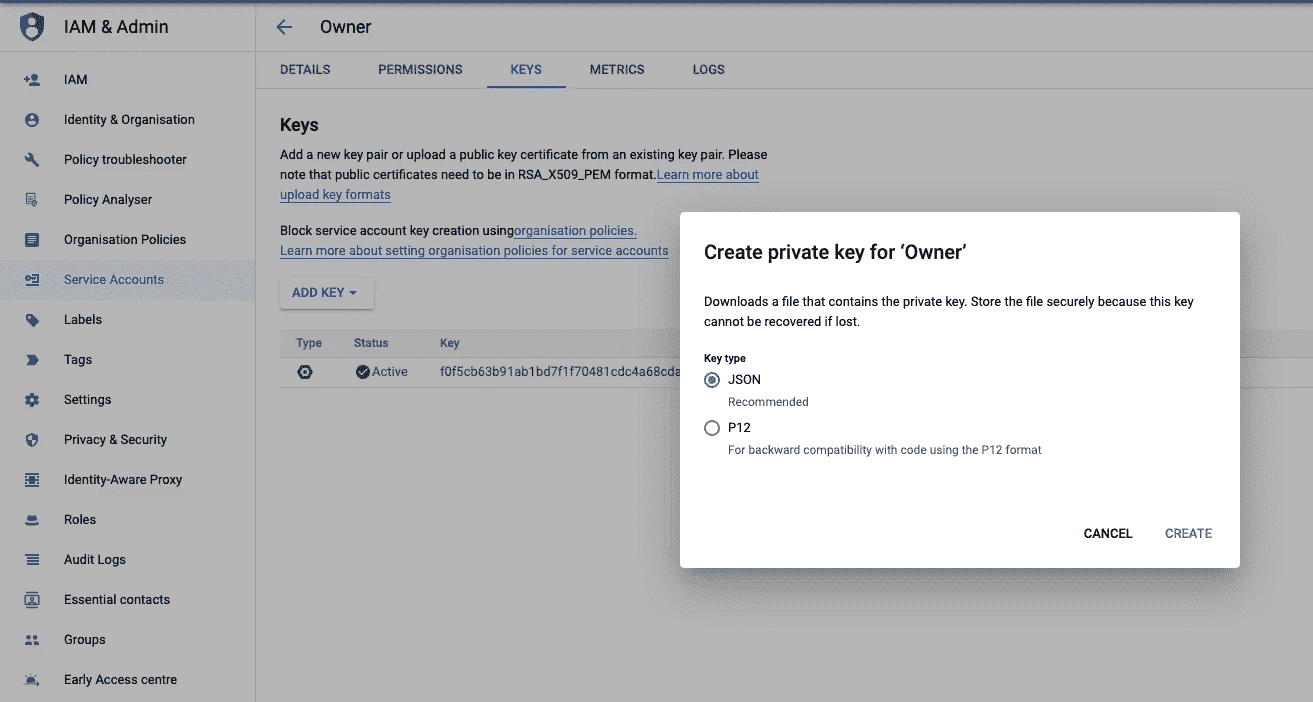 IAM & Admin
Owner
IAM
Identity & Organisation
Policy troubleshooter
Policy Analyser
Organisation Policies
Service Accounts
Labels
Tags
Settings
Privacy & Security
Identity-Aware Proxy
Roles
Audit Logs
Essential contacts
Groups
Early Access centre
DETAILS PERMISSIONS KEYS METRICS LOGS
Keys
Add a new key pair or upload a public key certificate from an existing key pair. Please
note that public certificates need to be in RSA_X509_PEM format.Learn more about
upload key formats
Block service account key creation usingorganisation policies.
Learn more about setting organisation policies for service accounts
ADD KEY
Type Status Key
Active f0f5cb63b91ab1bd7f1f70481cdc4a68cda
Create private key for ‘Owner’
Downloads a file that contains the private key. Store the file securely because this key
cannot be recovered if lost.
Key type
JSON
Recommended
P12
For backward compatibility with code using the P12 format
CANCEL CREATE